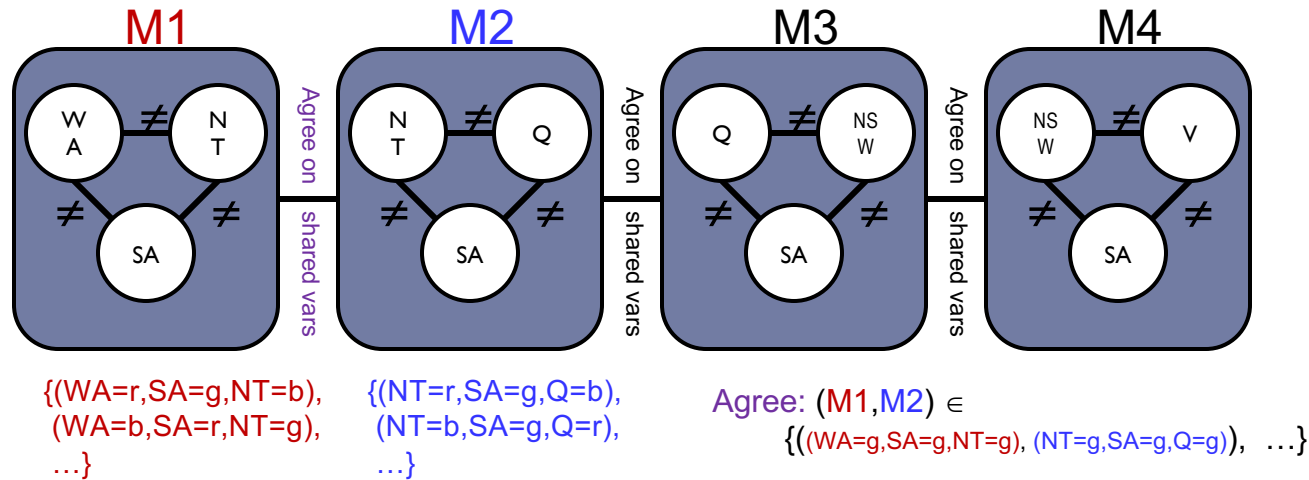 M1 M2 M3 M4
W
A
≠
N
T
≠
≠
SA
Agree on
shared vars
N
T
≠
Q
≠
≠
SA
Agree on
shared vars
Q
≠
NS
W
≠
≠
SA
Agree on
shared vars
NS
W
≠
V
≠
≠
SA
{(WA=r,SA=g,NT=b),
(WA=b,SA=r,NT=g),
…}
{(NT=r,SA=g,Q=b),
(NT=b,SA=g,Q=r),
…}
Agree: (M1,M2) ∈
{((WA=g,SA=g,NT=g), (NT=g,SA=g,Q=g)), …}